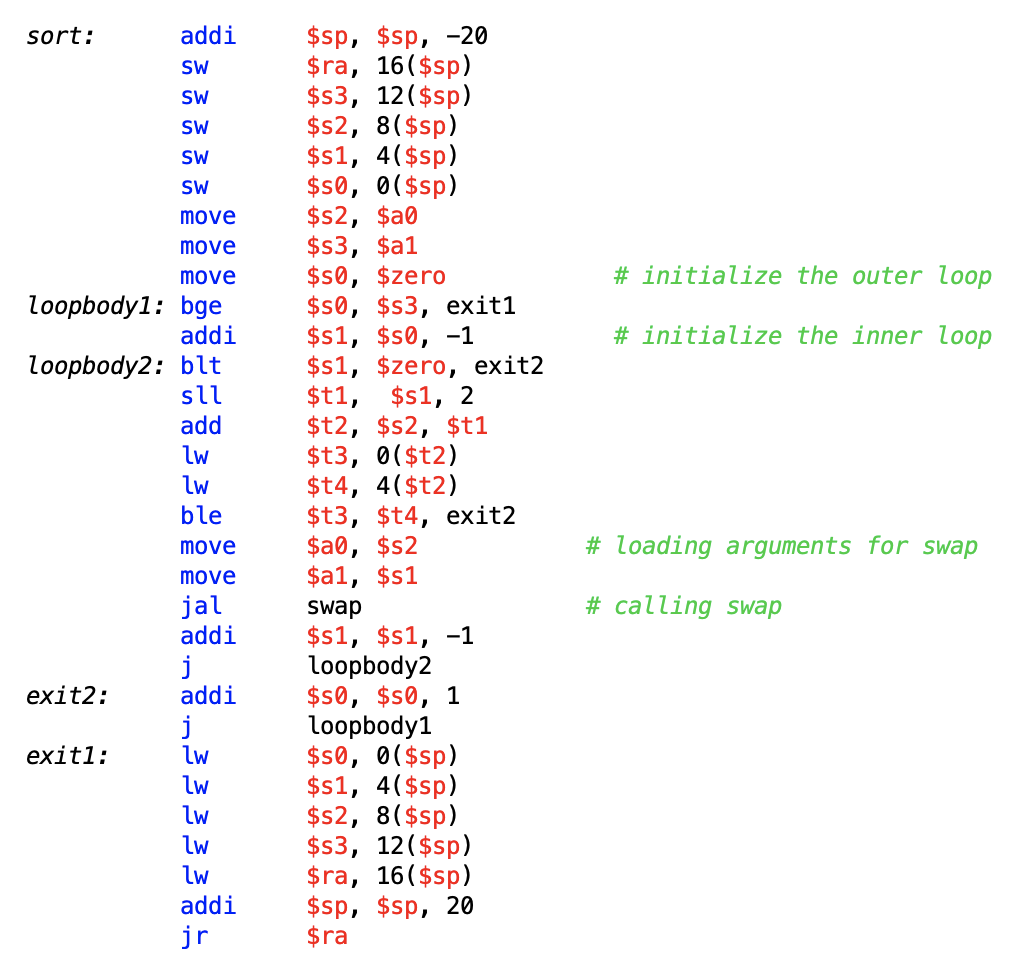 sort: addi $sp, $sp, -20
sw $ra, 16($sp)
sw $s3, 12($sp)
sw $s2, 8($sp)
sw $s1, 4($sp)
sw $s0, 0($sp)
move $s2, $a0
move $s3, $a1
move $s0, $zero # initialize the outer loop
loopbody1: bge $s0, $s3, exit1
addi $s1, $s0, -1 # initialize the inner loop
loopbody2: blt $s1, $zero, exit2
sll $t1, $s1, 2
add $t2, $s2, $t1
lw $t3, 0($t2)
lw $t4, 4($t2)
ble $t3, $t4, exit2
move $a0, $s2 # loading arguments for swap
move $a1, $s1
jal swap # calling swap
addi $s1, $s1, -1
j loopbody2
exit2: addi $s0, $s0, 1
j loopbody1
exit1: lw $s0, 0($sp)
lw $s1, 4($sp)
lw $s2, 8($sp)
lw $s3, 12($sp)
lw $ra, 16($sp)
addi $sp, $sp, 20
jr $ra